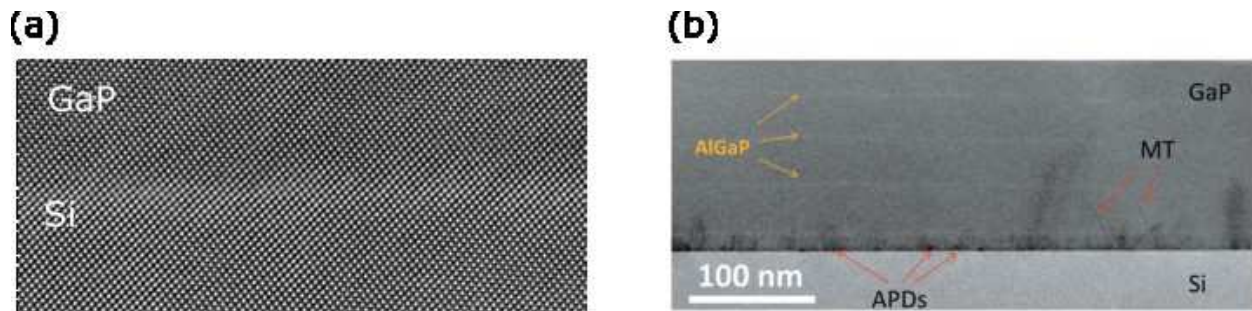 (a)
GaP
Si
(b)
GaP
AlGaP
MT
100 nm
APDs
Si